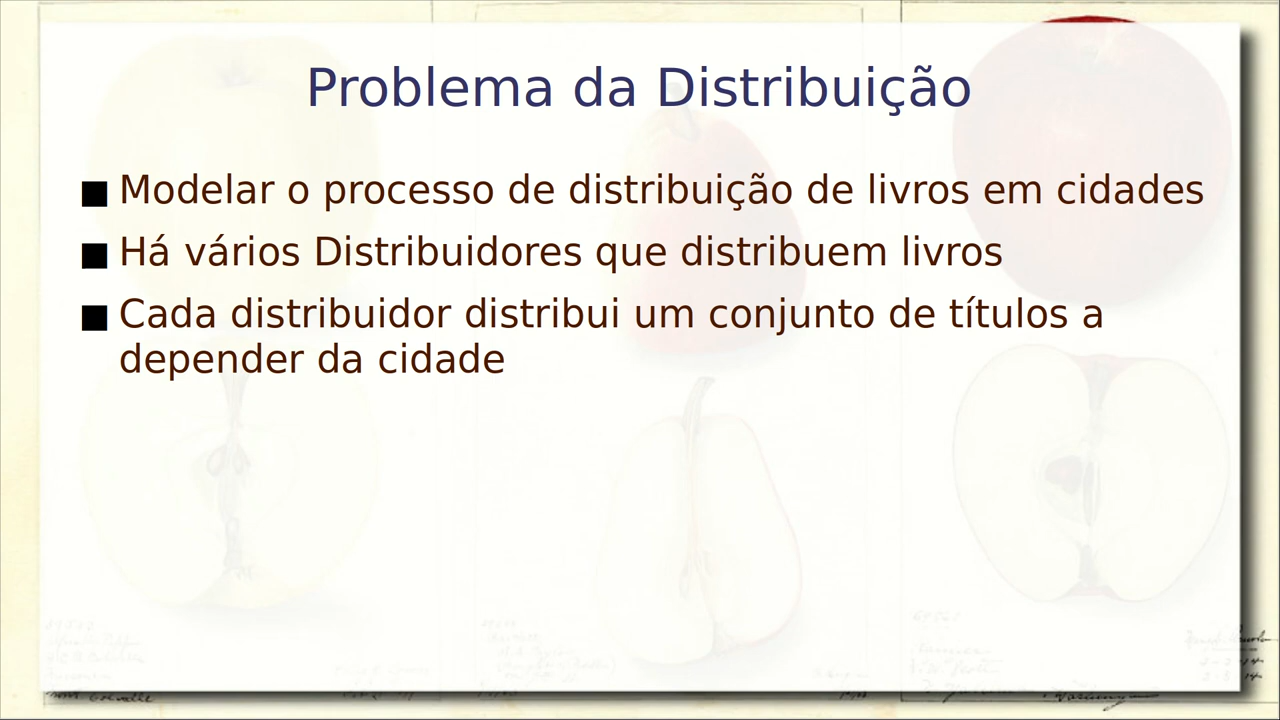 Problema da Distribuição
■ Modelar o processo de distribuição de livros em cidades
■ Há vários Distribuidores que distribuem livros
■ Cada distribuidor distribui um conjunto de títulos a
depender da cidade